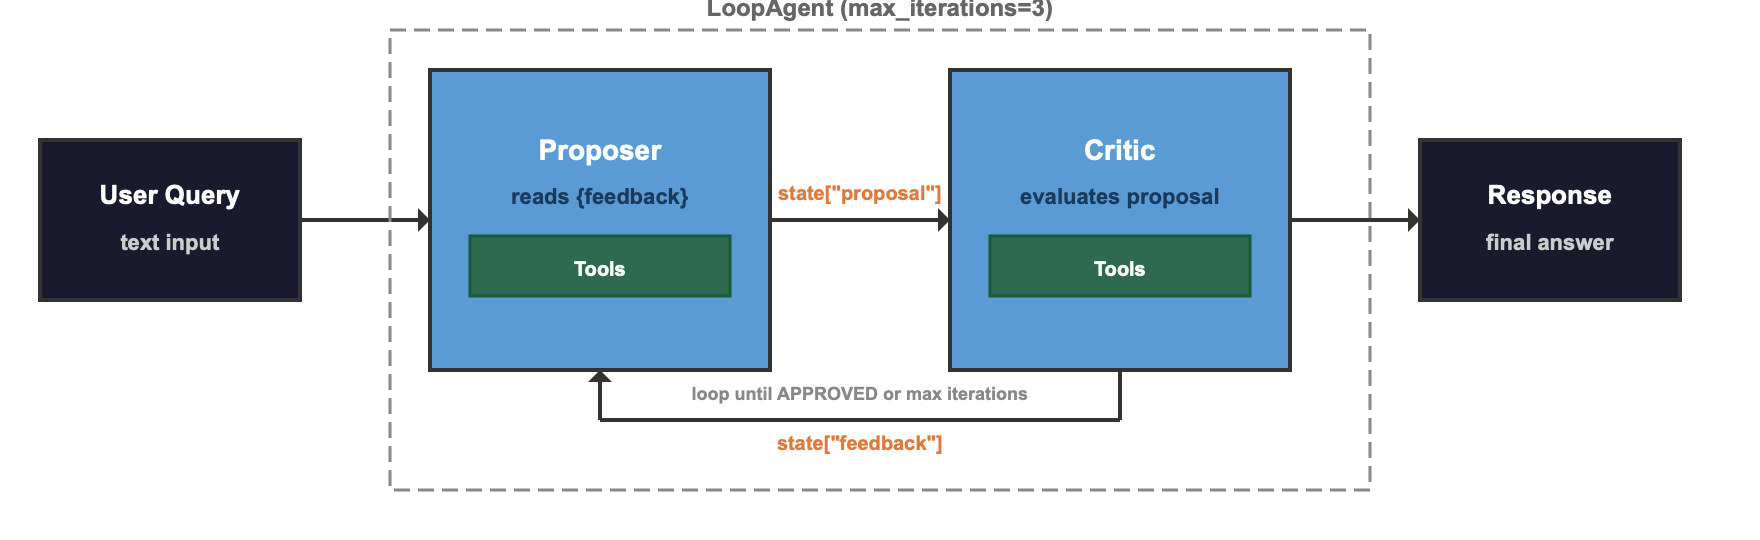 LoopAgent (max_iterations=3)
User Query
text input
Proposer
reads {feedback}
Tools
state["proposal"]
Critic
evaluates proposal
Tools
Response
final answer
loop until APPROVED or max iterations
state["feedback"]